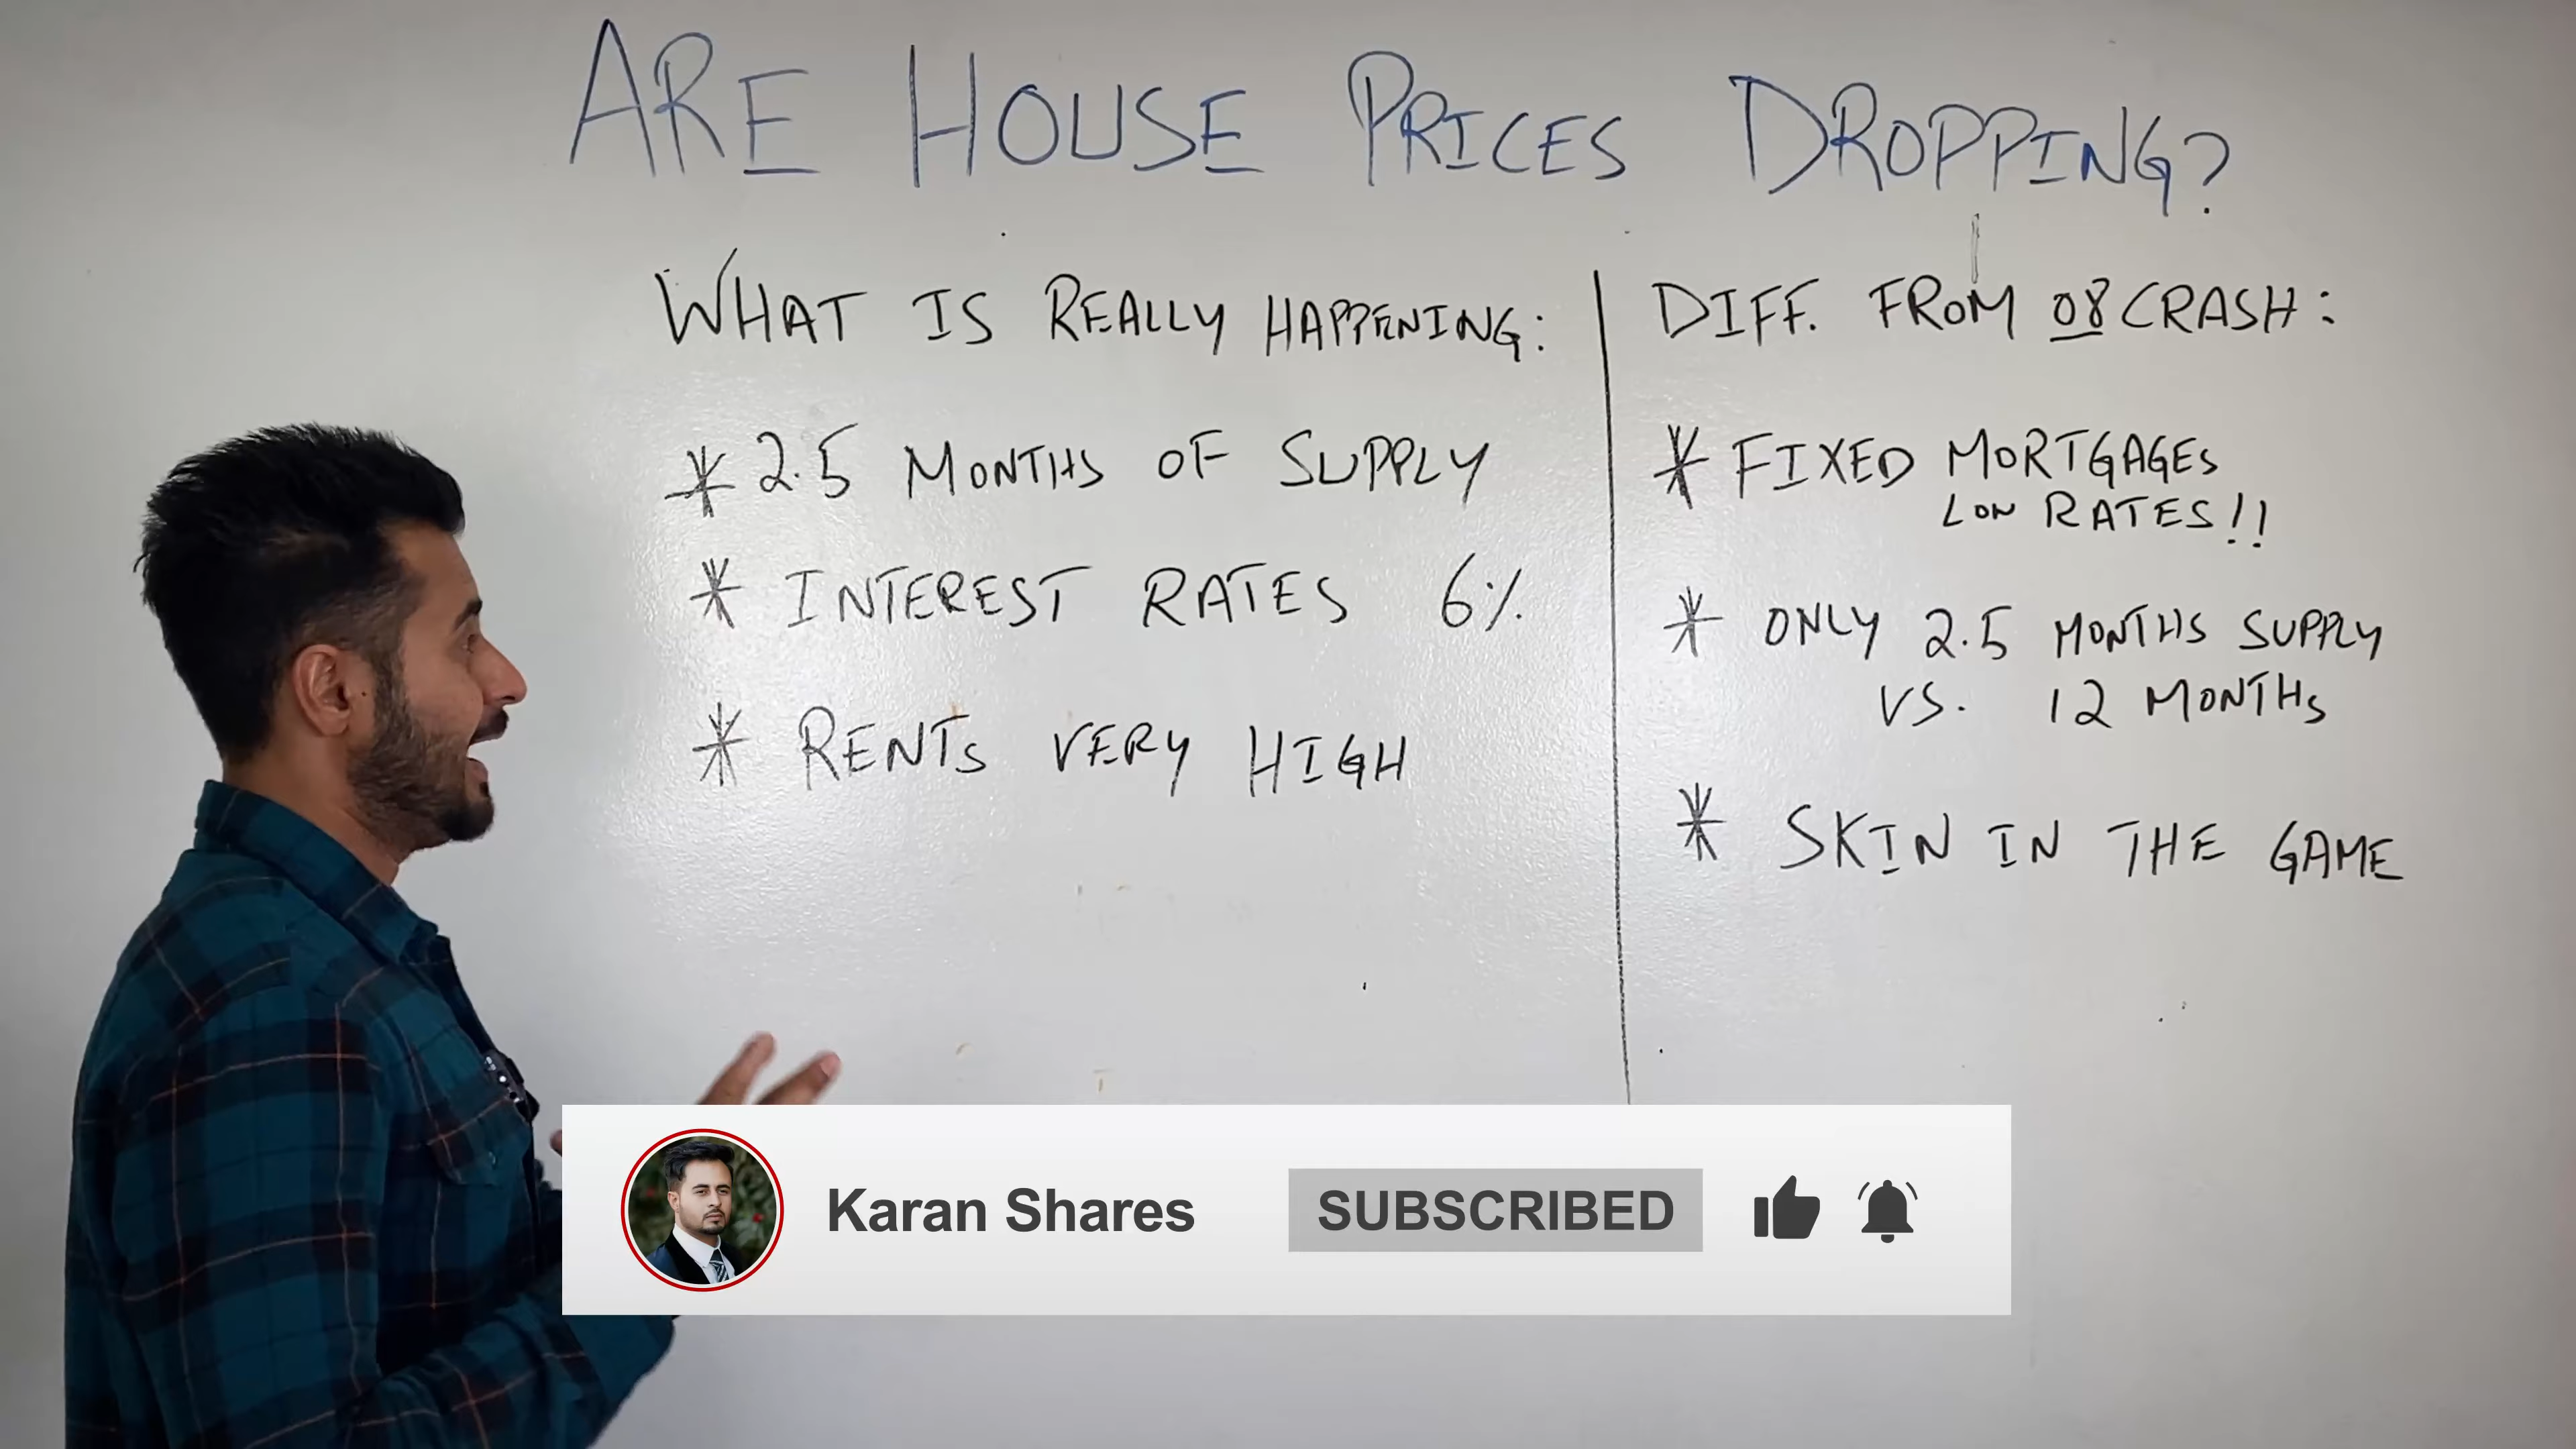 ARE HOUSE PRICES DROPPING?
WHAT IS REALLY HAPPENING:
* 2.5 MONTHS OF SUPPLY
* INTEREST RATES 6%
* RENTS VERY HIGH
DIFF. FROM 08 CRASH:
* FIXED MORTGAGES
LOW RATES!!
* ONLY 2.5 MONTHS SUPPLY
VS. 12 MONTHS
* SKIN IN THE GAME
Karan Shares
SUBSCRIBED